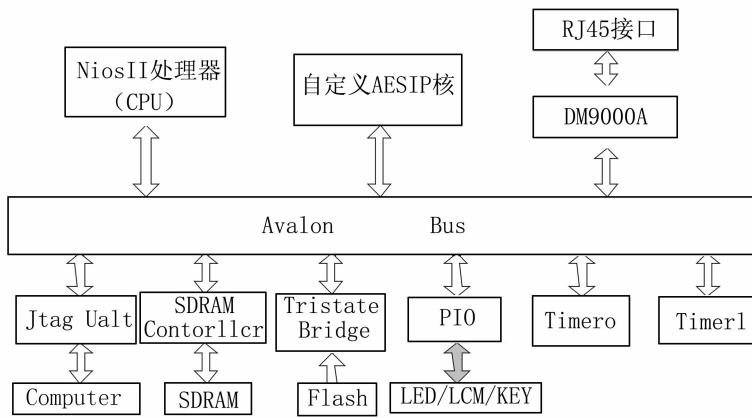 RJ45接口
NiosII处理器
(CPU)
自定义AESIP核
DM9000A
Avalon Bus
Jtag Ualt
SDRAM
Contorllcr
Tristate
Bridge
PIO
Timero
Timerl
Computer
SDRAM
Flash
LED/LCM/KEY